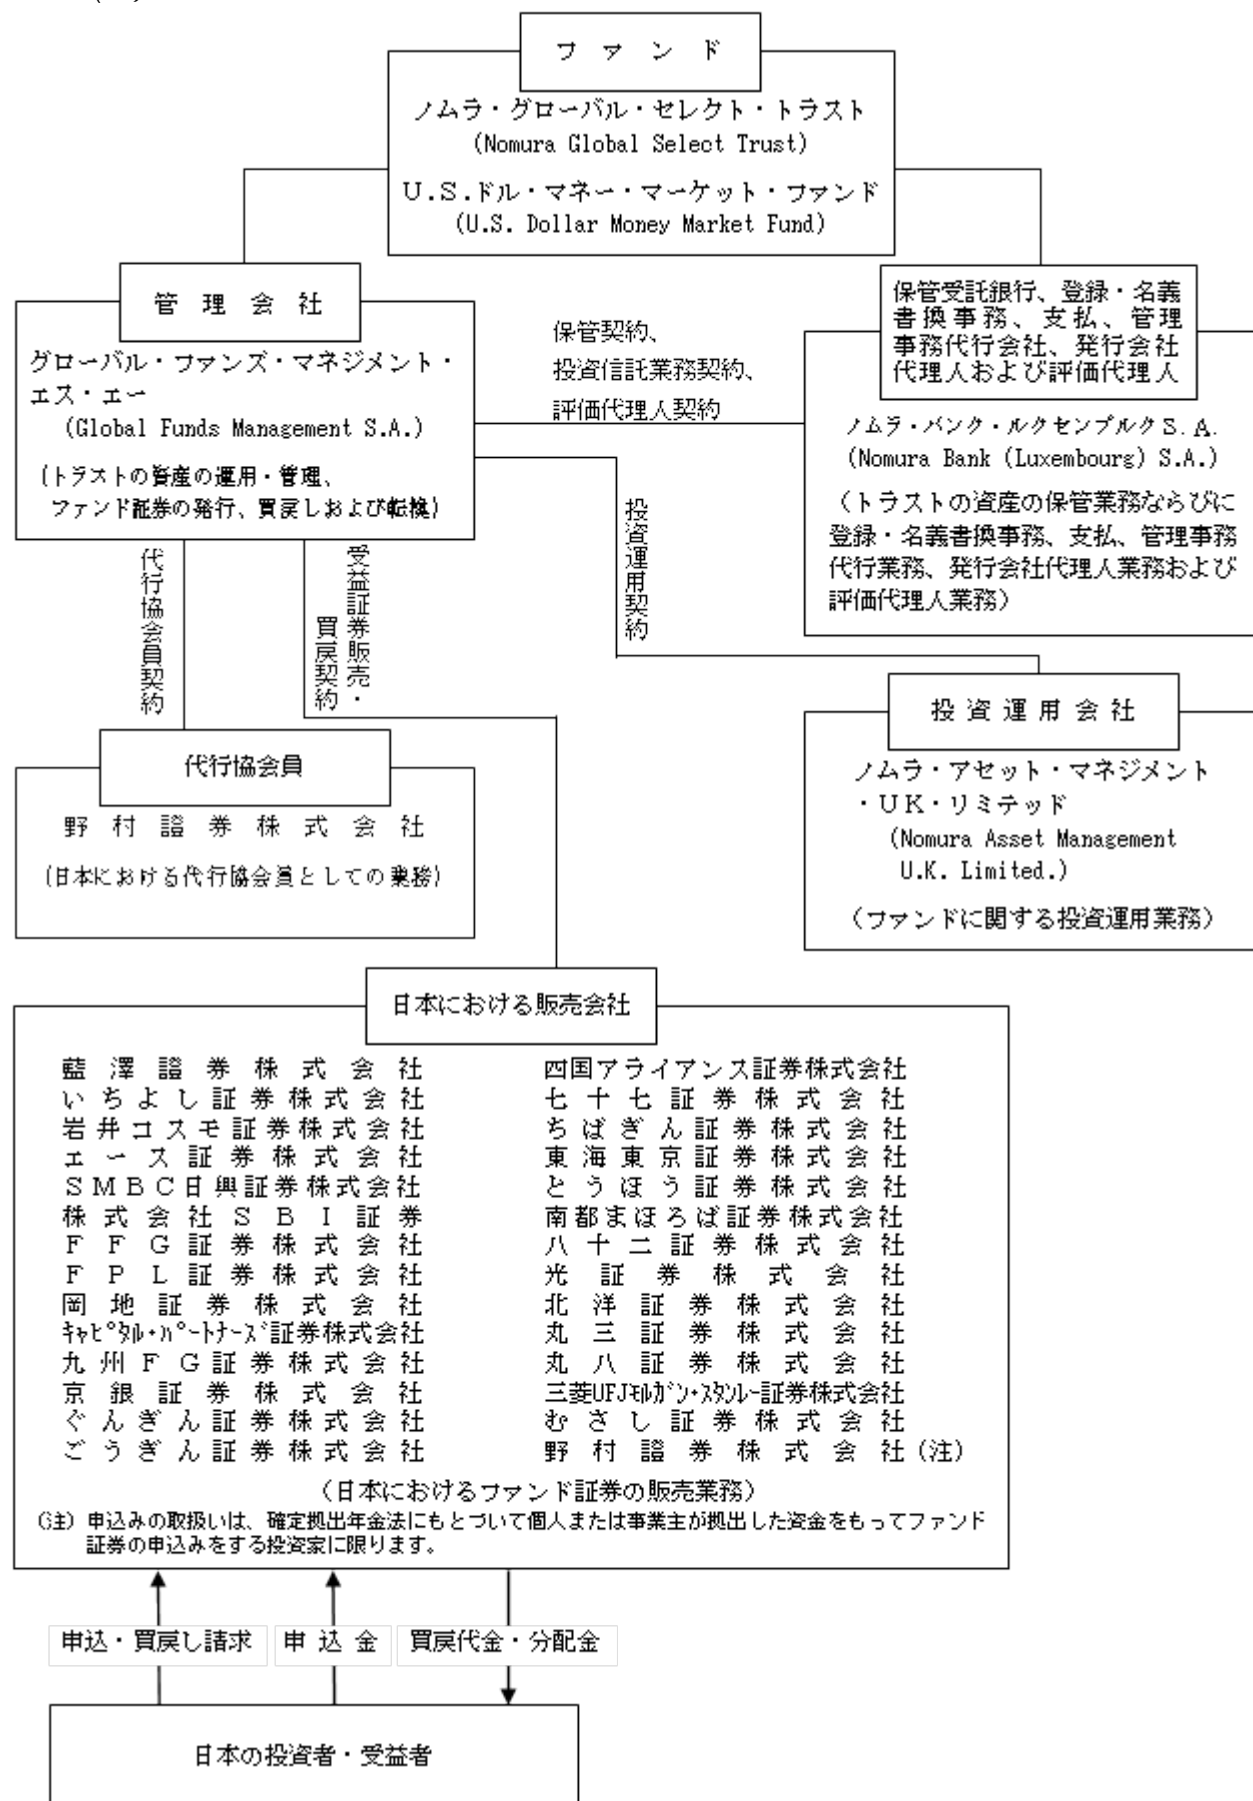 ファンド
ノムラ・グローバル・セレクト・トラスト
(Nomura Global Select Trust)
U.S.ドル・マネー・マーケット・ファンド
(U.S. Dollar Money Market Fund)
管理会社
グローバル・ファンズ・マネジメント・
エス・エー
(Global Funds Management S.A.)
(トラストの資産の運用・管理、
ファンド証券の発行、買戻しおよび転換)
保管契約、
投資信託業務契約、
評価代理人契約
保管受託銀行、登録・名義
書換事務、支払、管理
事務代行会社、発行会社
代理人および評価代理人
ノムラ・バンク・ルクセンブルクS.A.
(Nomura Bank (Luxembourg) S.A.)
(トラストの資産の保管業務ならびに
登録・名義書換事務、支払、管理事務
代行業務、発行会社代理人業務および
評価代理人業務)
代行協会員契約
受益証券販売・
買戻契約
投資運用契約
代行協会員
野村證券株式会社
(日本における代行協会員としての業務)
投資運用会社
ノムラ・アセット・マネジメント
・UK・リミテッド
(Nomura Asset Management
U.K. Limited.)
(ファンドに関する投資運用業務)
日本における販売会社
藍澤證券株式会社
いちよし証券株式会社
岩井コスモ証券株式会社
エース証券株式会社
SMBC日興証券株式会社
株式会社SBI証券
FFG証券株式会社
FPL証券株式会社
岡地証券株式会社
キャピタル・パートナーズ証券株式会社
九州FG証券株式会社
京銀証券株式会社
ぐんぎん証券株式会社
ごうぎん証券株式会社
四国アライアンス証券株式会社
七十七証券株式会社
ちばぎん証券株式会社
東海東京証券株式会社
とうほう証券株式会社
南都まほろば証券株式会社
八十二証券株式会社
光証券株式会社
北洋証券株式会社
丸三証券株式会社
丸八証券株式会社
三菱UFJモルガン・スタンレー証券株式会社
むさし証券株式会社
野村證券株式会社(注)
(日本におけるファンド証券の販売業務)
(注) 申込みの取扱いは、確定拠出年金法にもとづいて個人または事業主が拠出した資金をもってファンド
証券の申込みをする投資家に限ります。
申込・買戻し請求
申込金
買戻代金・分配金
日本の投資者・受益者